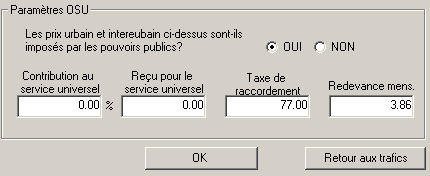 Paramètres OSU
Les prix urbain et intereubain ci-dessus sont-ils
imposés par les pouvoirs publics?
OUI
NON
Contribution au
service universel
Reçu pour le
service universel
Taxe de
raccordement
Redevance mens.
0.00 %
0.00
77.00
3.86
OK
Retour aux trafics